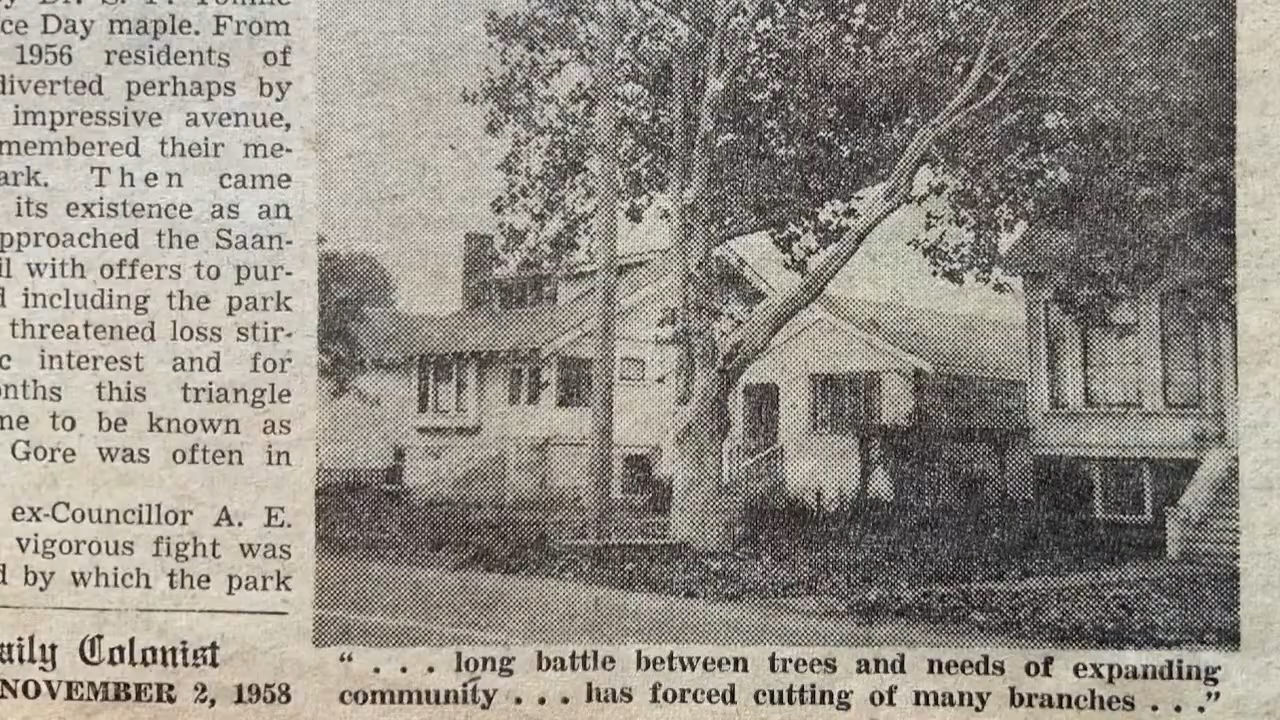 ce Day maple. From
1956 residents of
diverted perhaps by
impressive avenue,
membered their me-
ark. Then came
its existence as an
pproached the Saan-
il with offers to pur-
d including the park
threatened loss stir-
c interest and for
onths this triangle
me to be known as
Gore was often in
ex-Councillor A. E.
vigorous fight was
d by which the park
aily Colonist
NOVEMBER 2, 1958
“ . . . long battle between trees and needs of expanding
community . . . has forced cutting of many branches . . .”